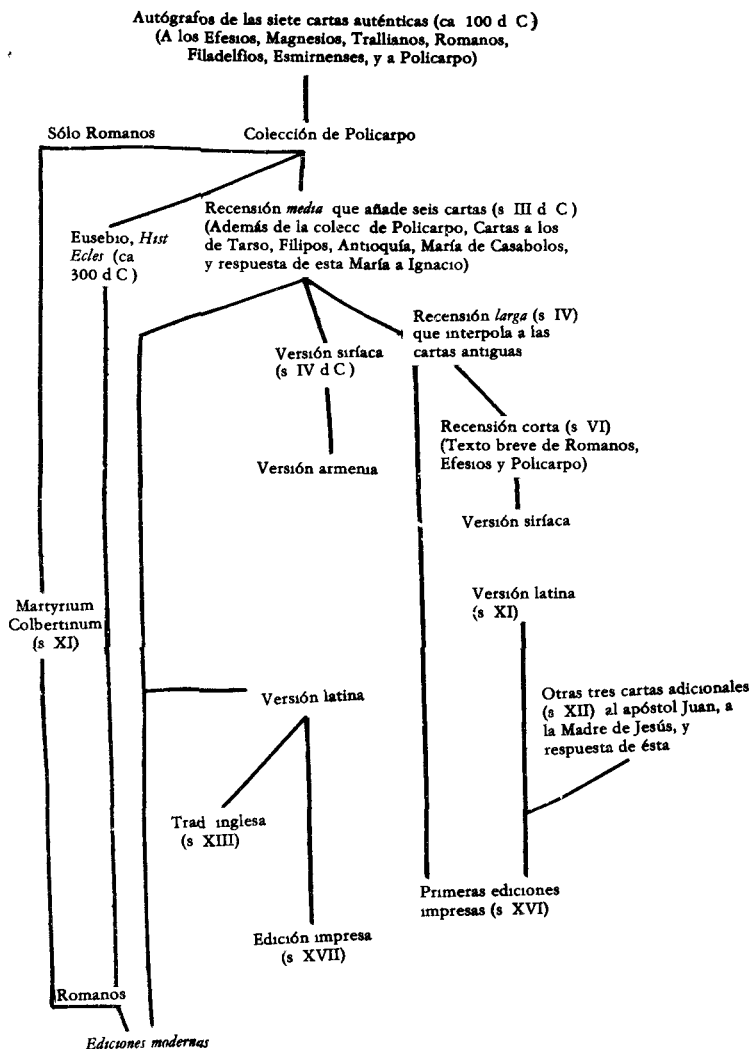 Autógrafos de las siete cartas auténticas (ca 100 d C)
(A los Efesios, Magnesios, Trallianos, Romanos,
Filadelfios, Esmirnenses, y a Policarpo)
Sólo Romanos
Colección de Policarpo
Eusebio, Hist
Ecles (ca
300 d C)
Recensión media que añade seis cartas (s III d C)
(Además de la colecc de Policarpo, Cartas a los
de Tarso, Filipos, Antioquía, María de Casabolos,
y respuesta de esta María a Ignacio)
Recensión larga (s IV)
que interpola a las
cartas antiguas
Versión siríaca
(s IV d C)
Recensión corta (s VI)
(Texto breve de Romanos,
Efesios y Policarpo)
Versión armenia
Versión siríaca
Versión latina
(s XI)
Martyrium
Colbertinum
(s XI)
Versión latina
Otras tres cartas adicionales
(s XII) al apóstol Juan, a
la Madre de Jesús, y
respuesta de ésta
Trad inglesa
(s XIII)
Primeras ediciones
impresas (s XVI)
Edición impresa
(s XVII)
Romanos
Ediciones modernas